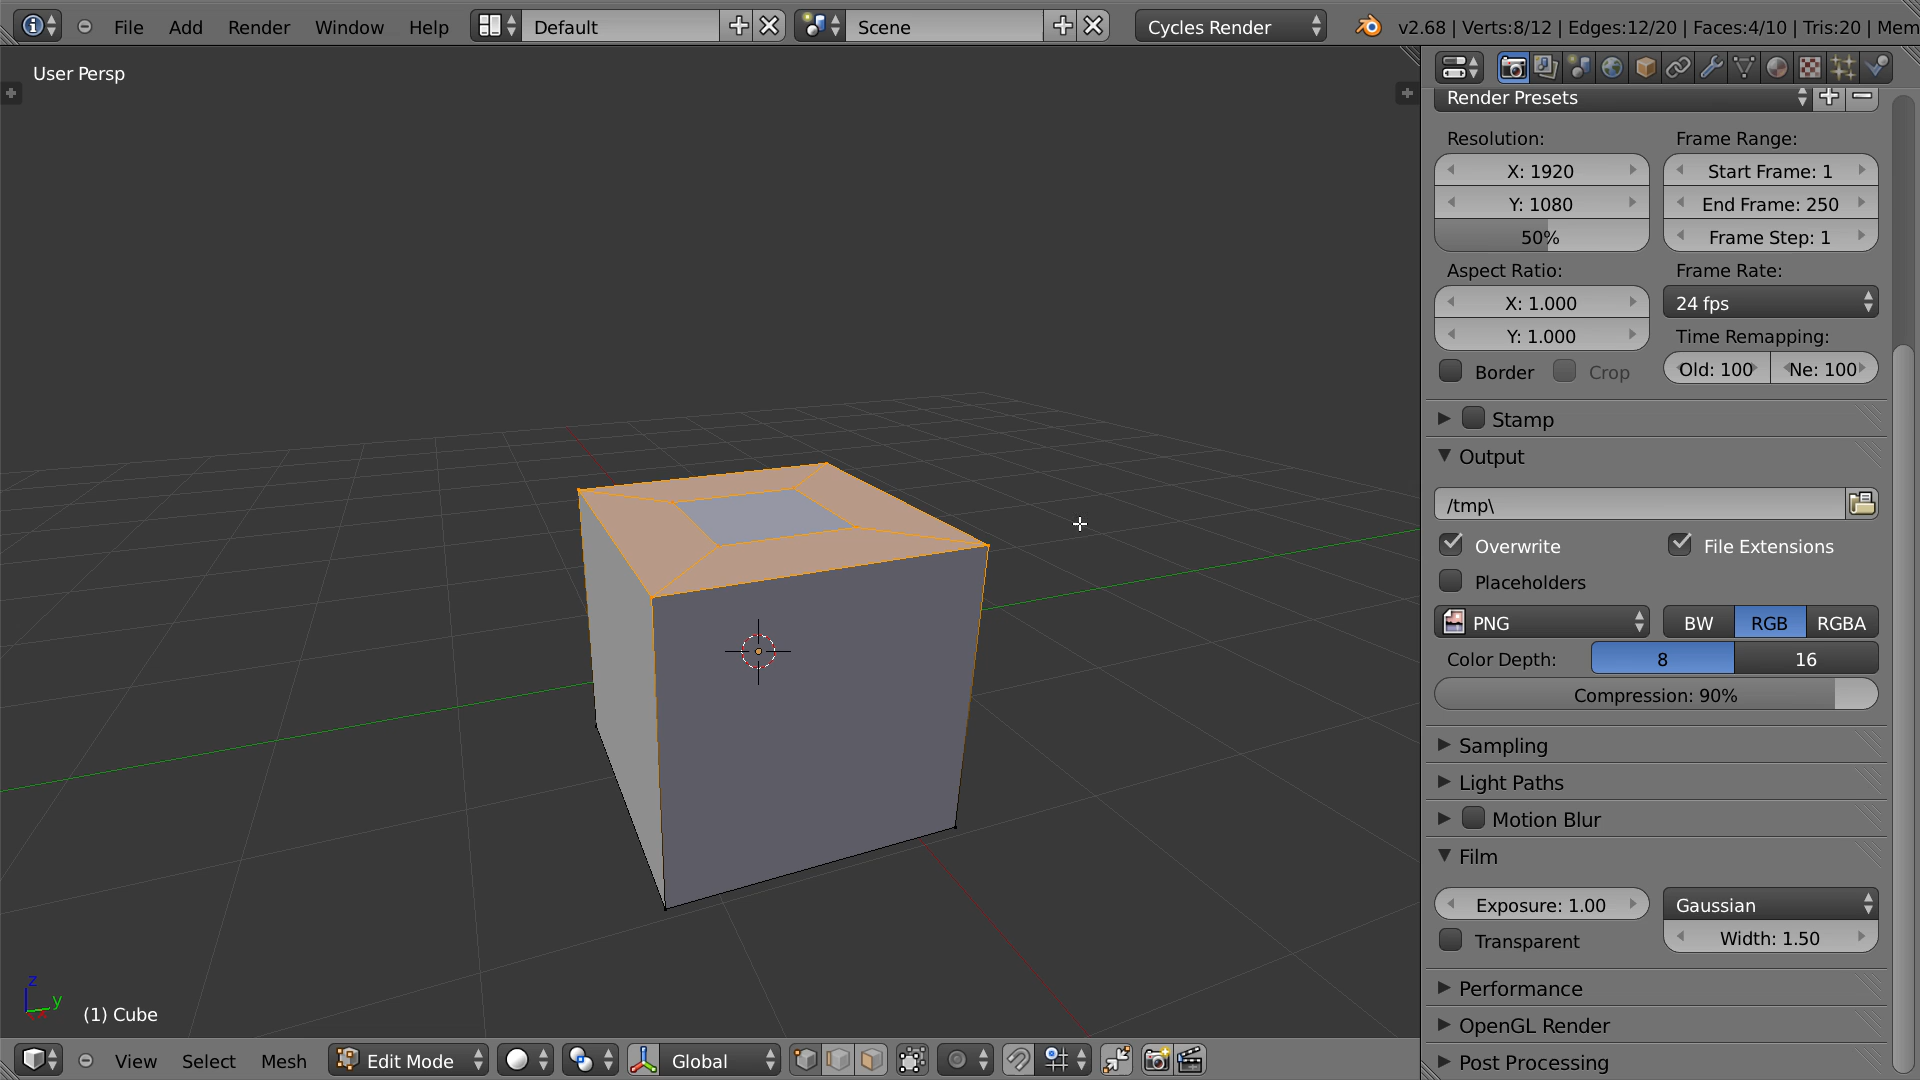 File Add Render Window Help Default Scene Cycles Render v2.68 | Verts:8/12 | Edges:12/20 | Faces:4/10 | Tris:20 | Mem
User Persp
Render Presets
Resolution: Frame Range:
X: 1920 Start Frame: 1
Y: 1080 End Frame: 250
50% Frame Step: 1
Aspect Ratio: Frame Rate:
X: 1.000 24 fps
Y: 1.000 Time Remapping:
Border Crop Old: 100 Ne: 100
Stamp
Output
/tmp\
Overwrite File Extensions
Placeholders
PNG BW RGB RGBA
Color Depth: 8 16
Compression: 90%
Sampling
Light Paths
Motion Blur
Film
Exposure: 1.00 Gaussian
Transparent Width: 1.50
Performance
OpenGL Render
Post Processing
z
y
x
(1) Cube
View Select Mesh Edit Mode Global